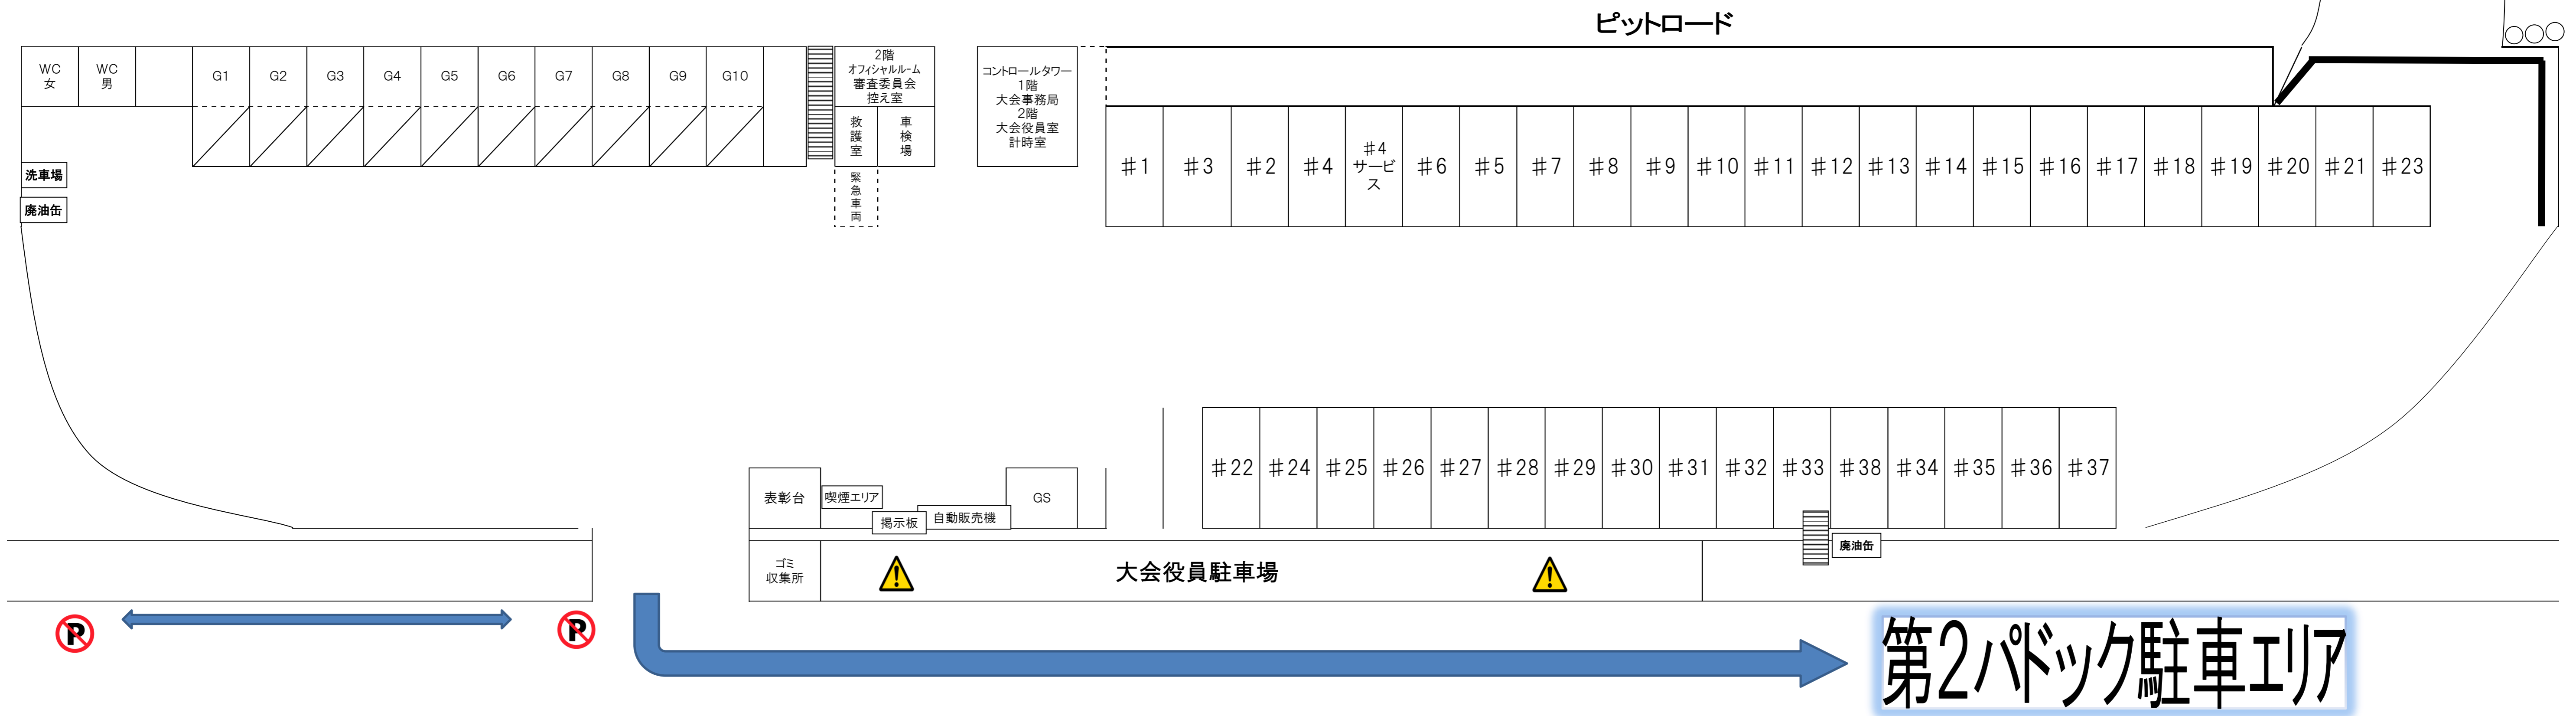 ピットロード
WC
女
WC
男
G1
G2
G3
G4
G5
G6
G7
G8
G9
G10
2階
オフィシャルルーム
審査委員会
控え室
救護室
車検場
緊急車両
コントロールタワー
1階
大会事務局
2階
大会役員室
計時室
洗車場
廃油缶
#1
#3
#2
#4
#4
サービ
ス
#6
#5
#7
#8
#9
#10
#11
#12
#13
#14
#15
#16
#17
#18
#19
#20
#21
#23
#22
#24
#25
#26
#27
#28
#29
#30
#31
#32
#33
#38
#34
#35
#36
#37
表彰台
喫煙エリア
掲示板
自動販売機
GS
ゴミ
収集所
!
大会役員駐車場
!
廃油缶
P
P
第2パドック駐車エリア